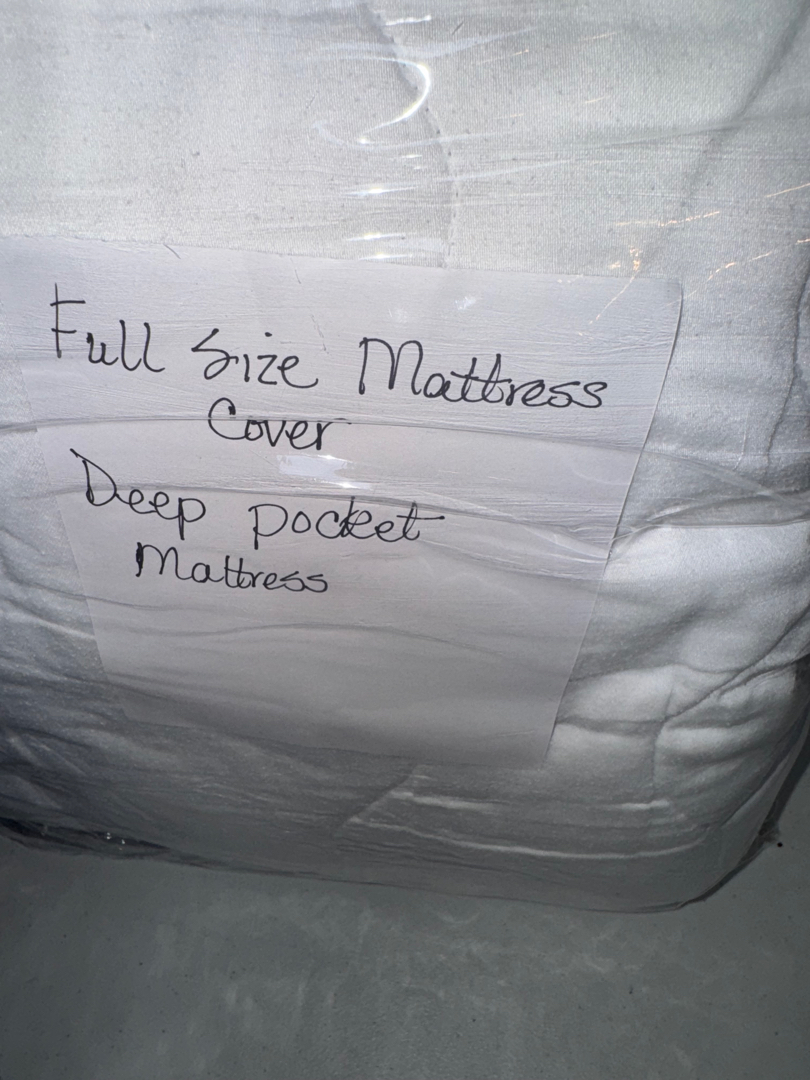 Full Size Mattress
Cover
Deep pocket
Mattress